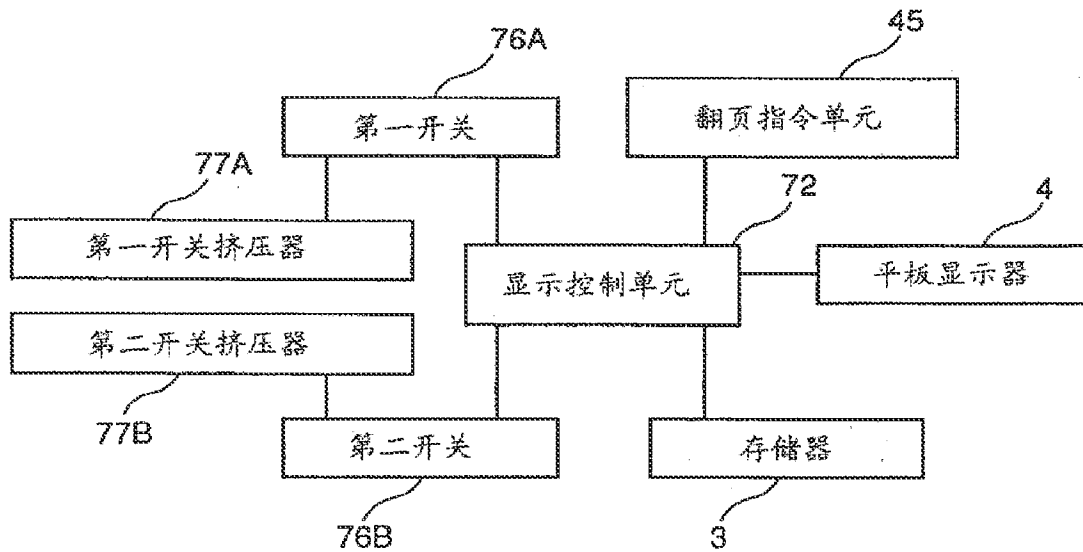 76A
45
第一开关
翻页指令单元
77A
72
4
第一开关挤压器
显示控制单元
平板显示器
第二开关挤压器
77B
第二开关
存储器
76B
3